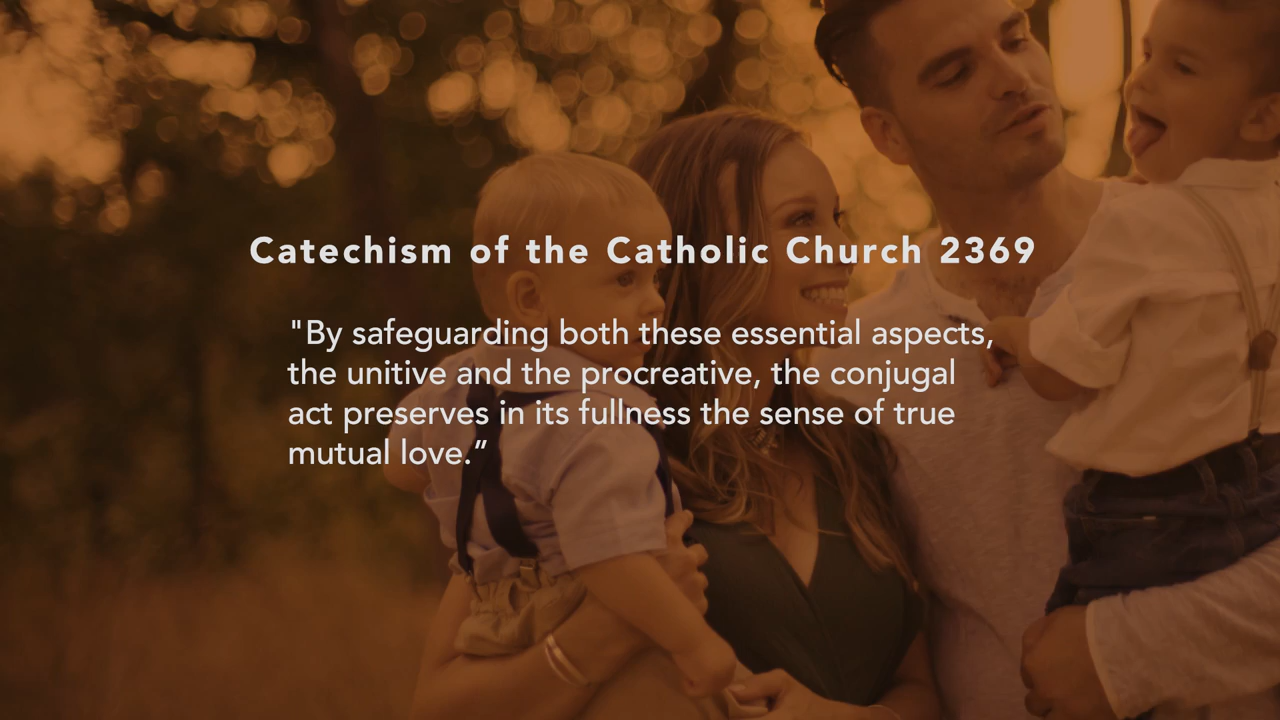 Catechism of the Catholic Church 2369
"By safeguarding both these essential aspects,
the unitive and the procreative, the conjugal
act preserves in its fullness the sense of true
mutual love.”